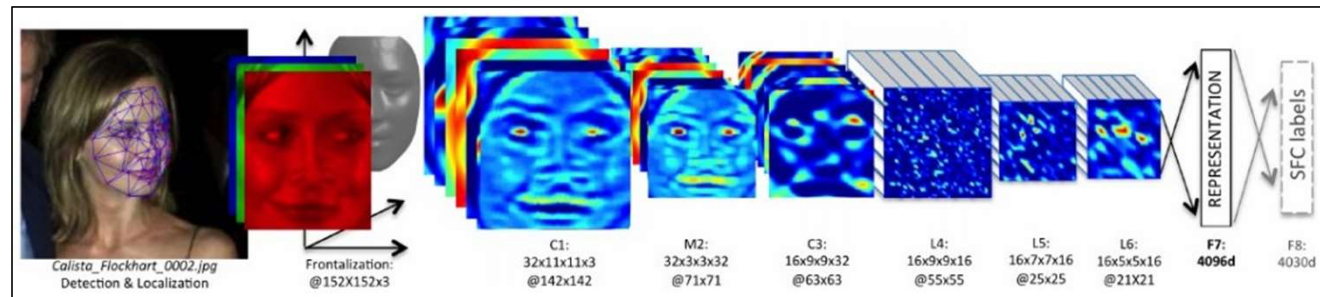 Calista_Flockhart_0002.jpg
Detection & Localization
Frontalization:
@152X152x3
C1:
32x11x11x3
@142x142
M2:
32x3x3x32
@71x71
C3:
16x9x9x32
@63x63
L4:
16x9x9x16
@55x55
L5:
16x7x7x16
@25x25
L6:
16x5x5x16
@21X21
REPRESENTATION
F7:
4096d
SFC labels
F8:
4030d